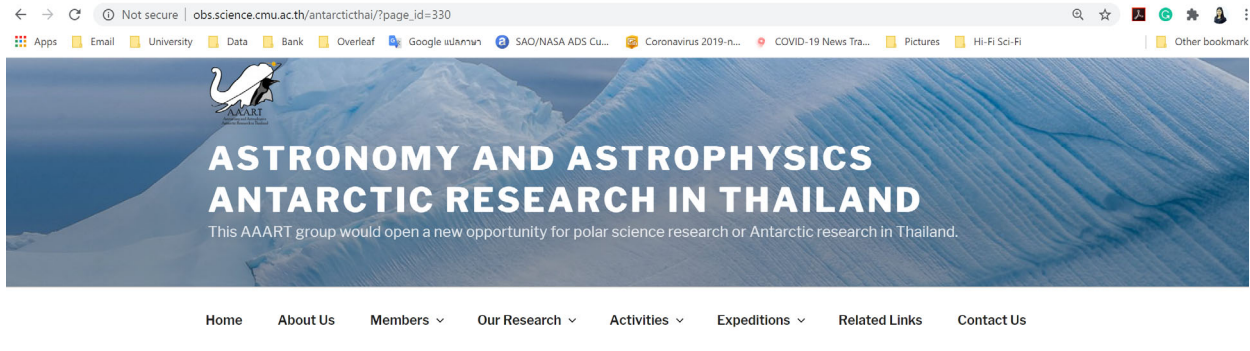 Not secure | obs.science.cmu.ac.th/antarcticthai/?page_id=330
Apps Email University Data Bank Overleaf Google แปลภาษา SAO/NASA ADS Cu... Coronavirus 2019-n... COVID-19 News Tra... Pictures Hi-Fi Sci-Fi Other bookmark
AAART
ASTRONOMY AND ASTROPHYSICS
ANTARCTIC RESEARCH IN THAILAND
This AAART group would open a new opportunity for polar science research or Antarctic research in Thailand.
Home About Us Members Our Research Activities Expeditions Related Links Contact Us